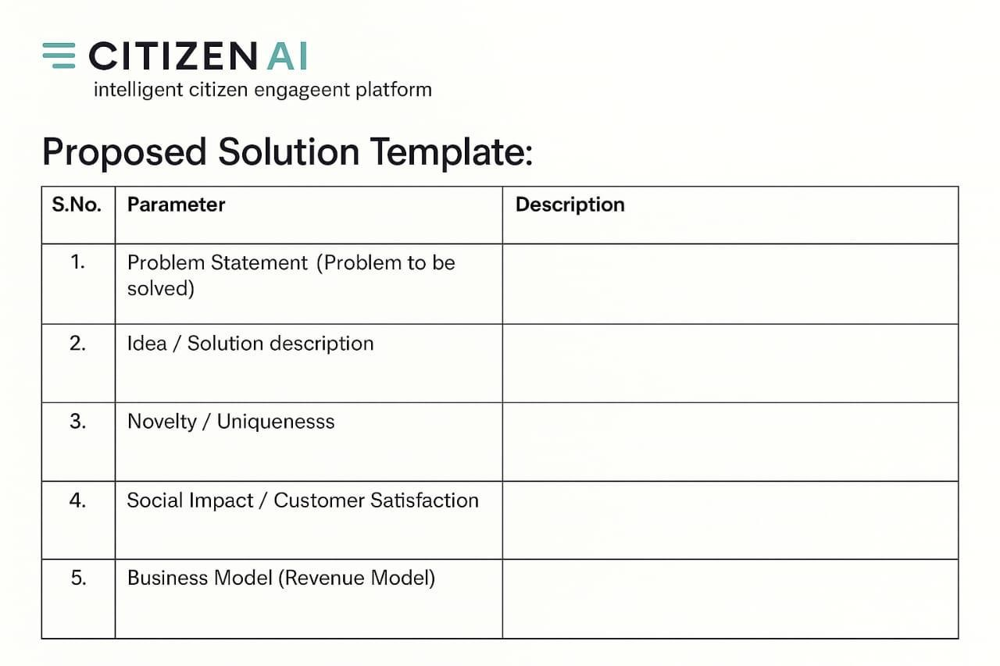 CITIZEN AI
intelligent citizen engageent platform
Proposed Solution Template:
S.No. Parameter Description
1. Problem Statement (Problem to be
solved)
2. Idea / Solution description
3. Novelty / Uniquenesss
4. Social Impact / Customer Satisfaction
5. Business Model (Revenue Model)